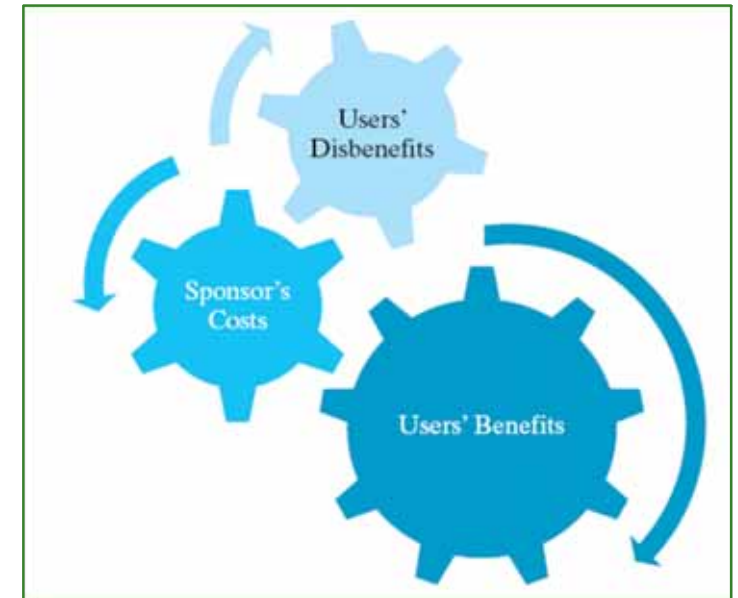 Users’
Disbenefits
Sponsor’s
Costs
Users’ Benefits